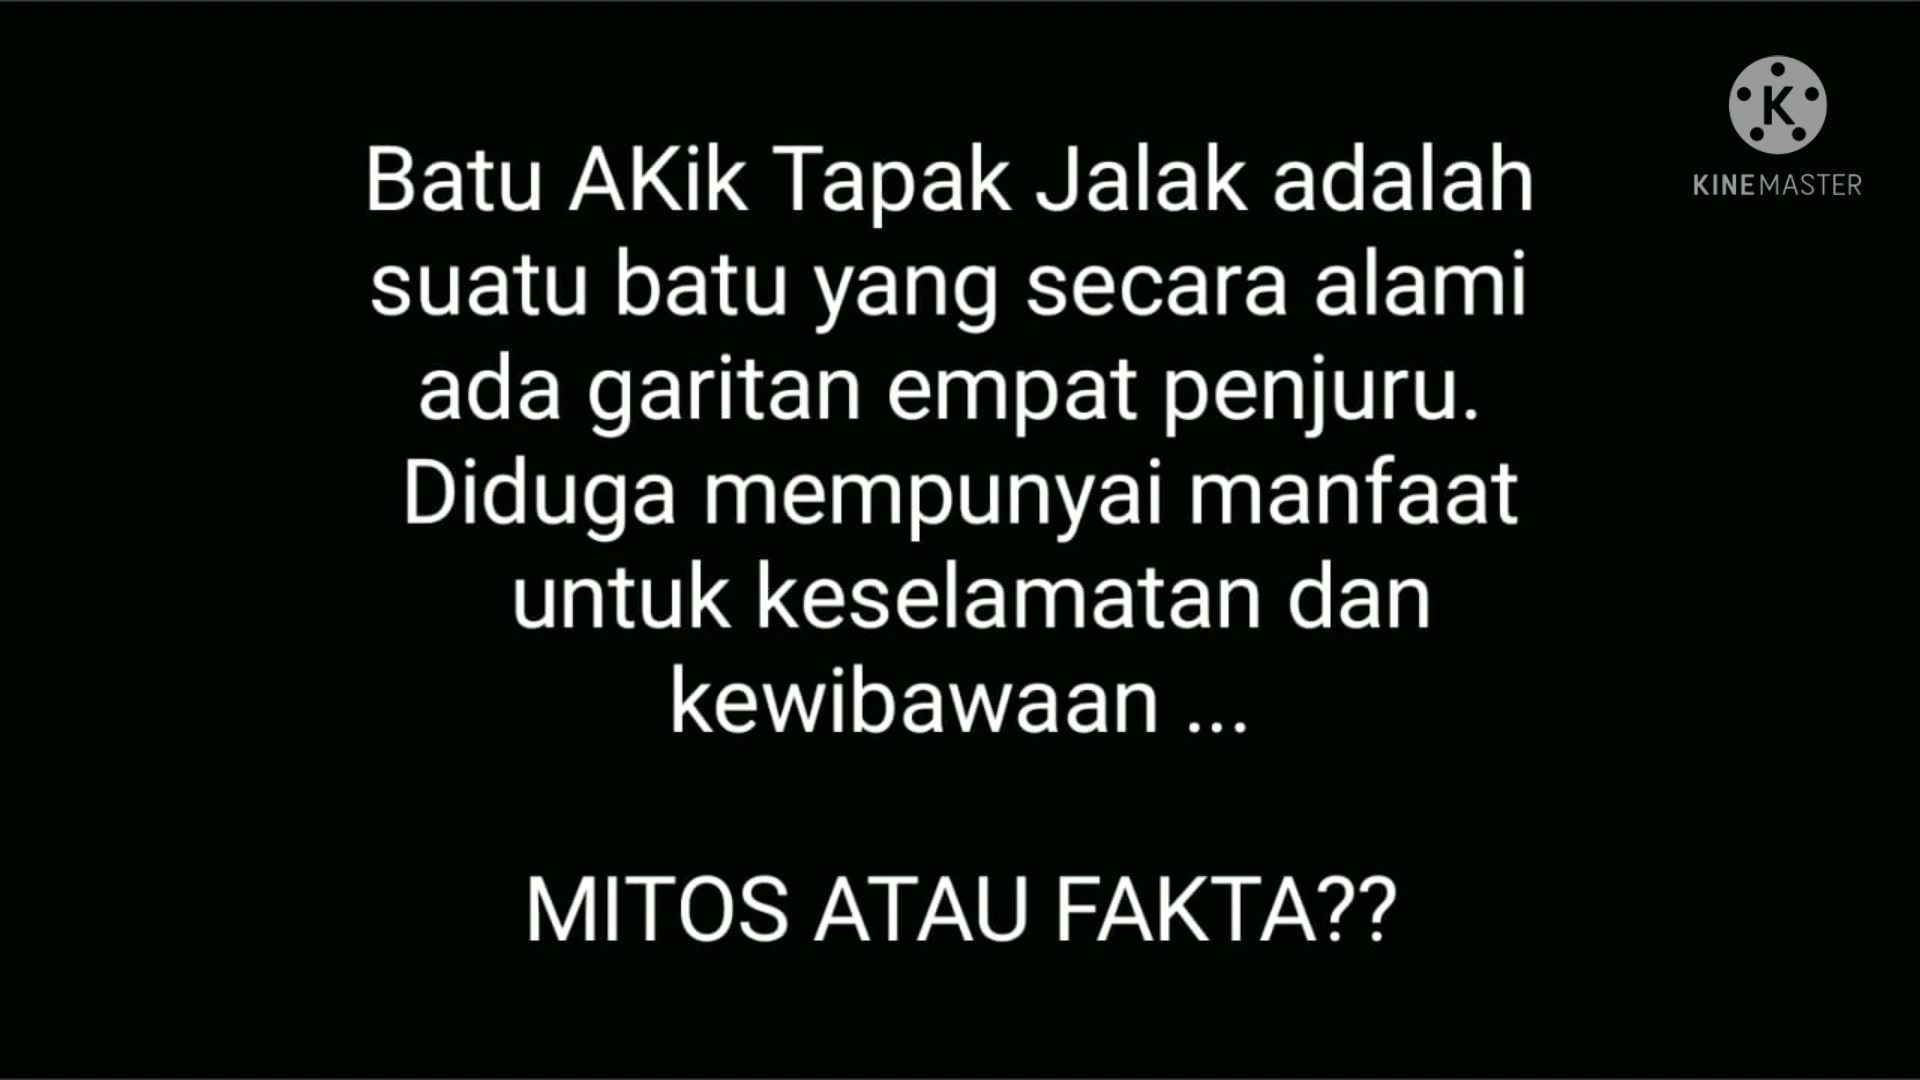 KINEMASTER
Batu AKik Tapak Jalak adalah
suatu batu yang secara alami
ada garitan empat penjuru.
Diduga mempunyai manfaat
untuk keselamatan dan
kewibawaan ...
MITOS ATAU FAKTA??